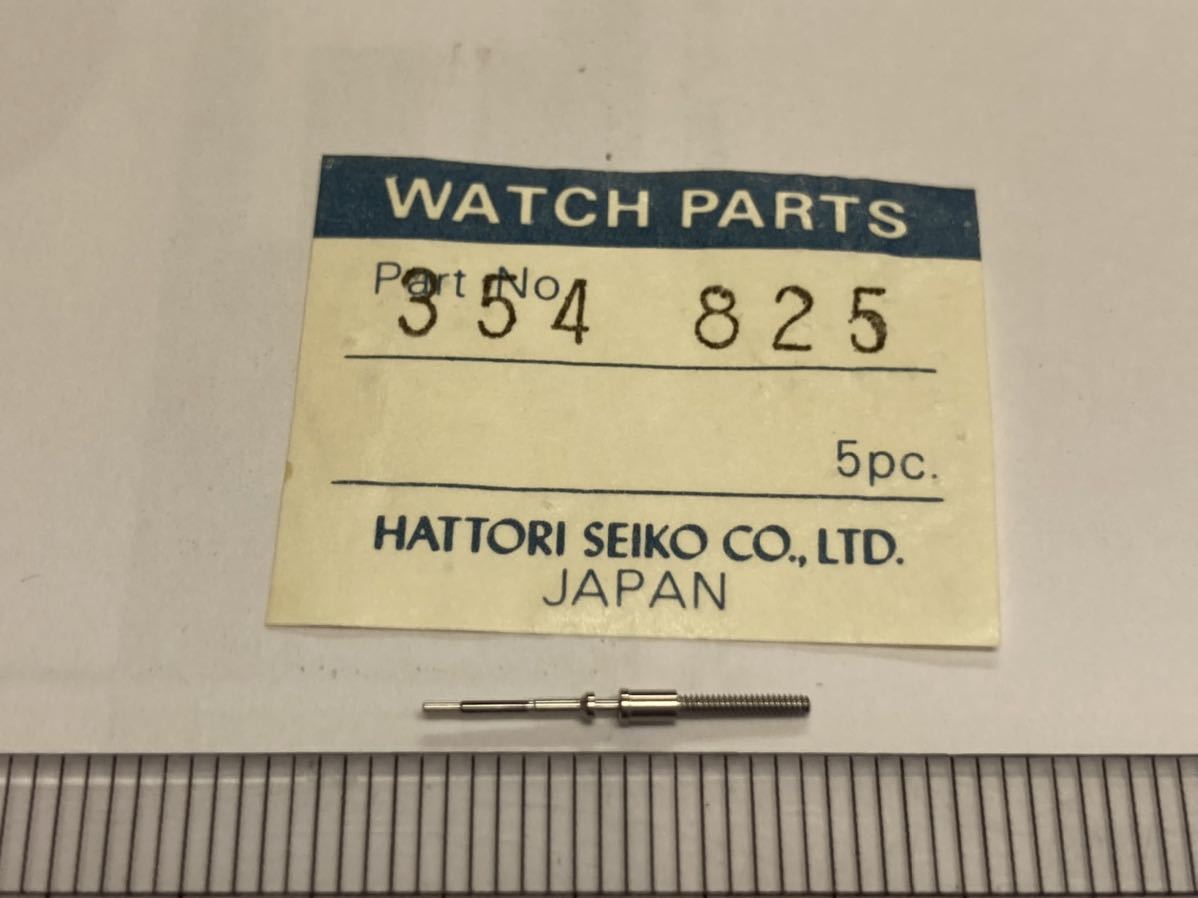 WATCH PARTS
Part No.
354 825
5pc.
HATTORI SEIKO CO., LTD.
JAPAN